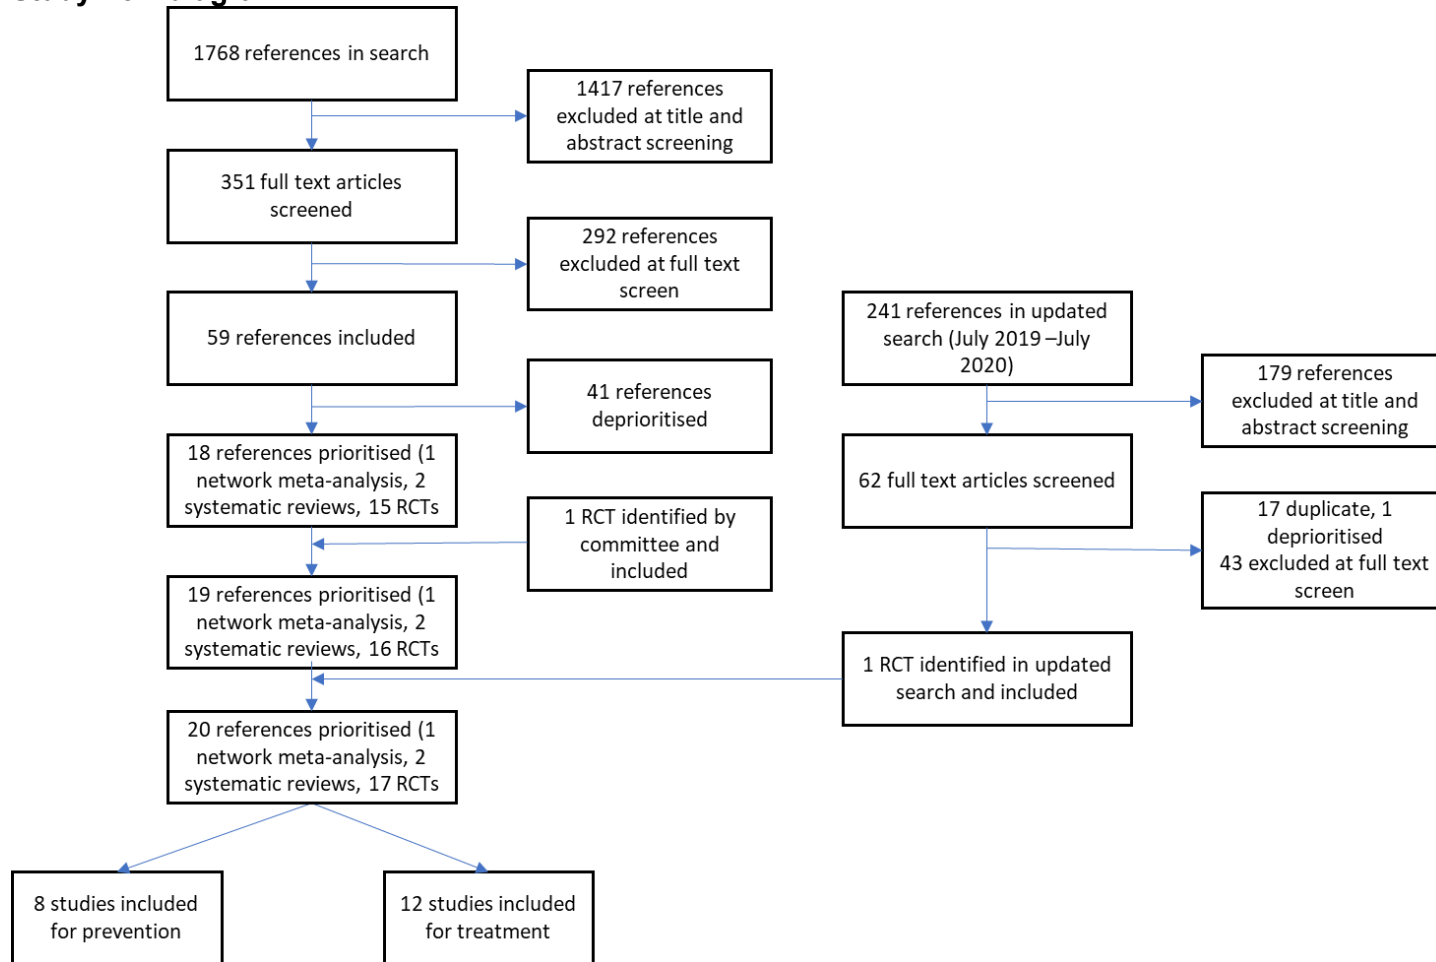 1768 references in search
1417 references
excluded at title and
abstract screening
351 full text articles
screened
292 references
excluded at full text
screen
59 references included
41 references
deprioritised
18 references prioritised (1
network meta-analysis, 2
systematic reviews, 15 RCTs
1 RCT identified by
committee and
included
19 references prioritised (1
network meta-analysis, 2
systematic reviews, 16 RCTs
241 references in updated
search (July 2019 –July
2020)
179 references
excluded at title and
abstract screening
62 full text articles screened
17 duplicate, 1
deprioritised
43 excluded at full text
screen
1 RCT identified in updated
search and included
20 references prioritised (1
network meta-analysis, 2
systematic reviews, 17 RCTs
8 studies included
for prevention
12 studies included
for treatment